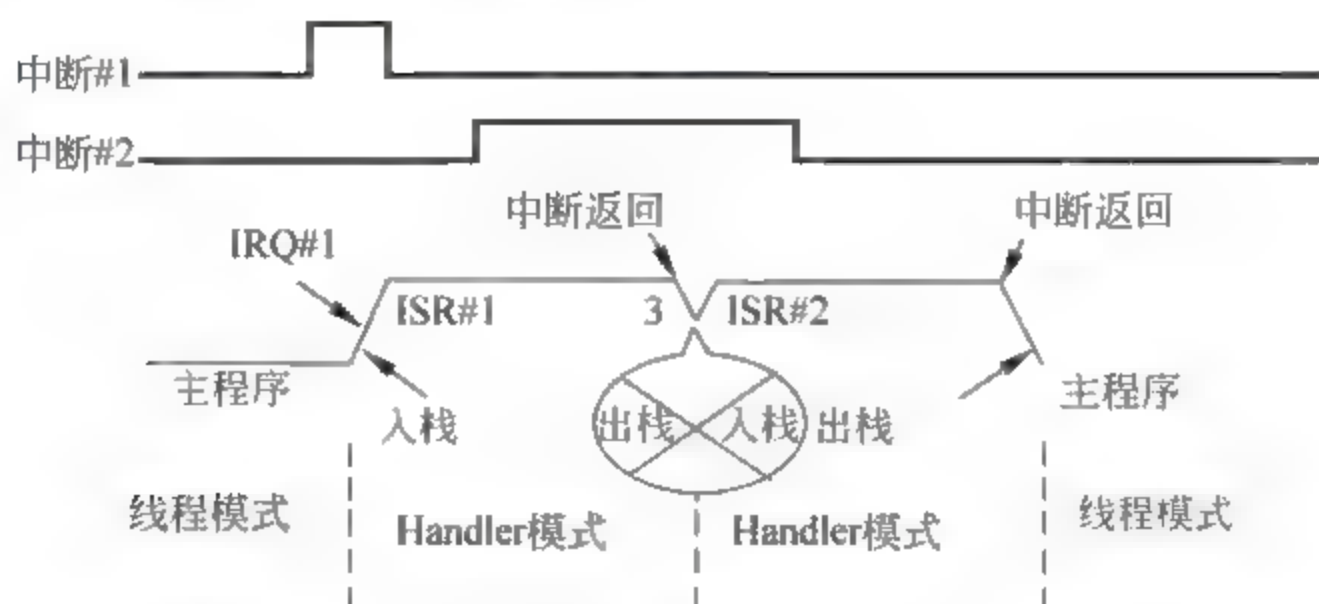 中断#1
中断#2
中断返回
中断返回
IRQ#1
ISR#1
3
ISR#2
主程序
主程序
入栈
出栈
入栈
出栈
线程模式
Handler模式
Handler模式
线程模式